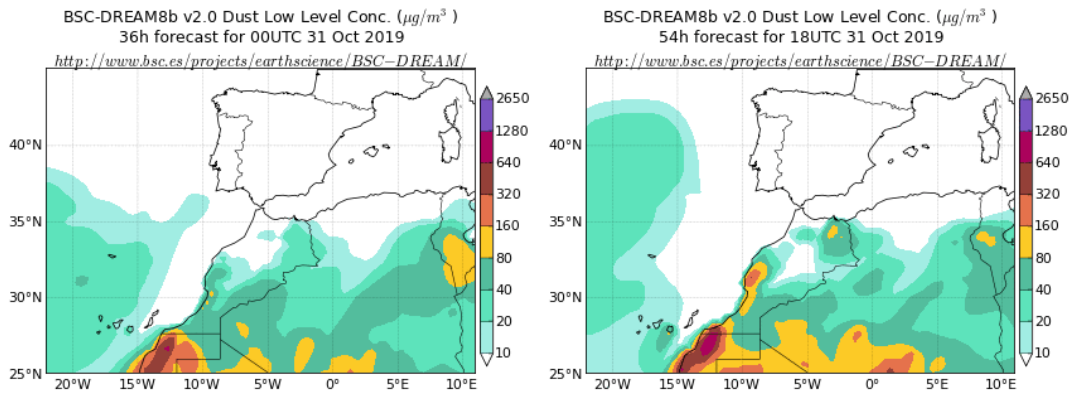 BSC-DREAM8b v2.0 Dust Low Level Conc. (μg/m³ )
36h forecast for 00UTC 31 Oct 2019
http://www.bsc.es/projects/earthscience/BSC−DREAM/
40°N
35°N
30°N
25°N
20°W
15°W
10°W
5°W
0°
5°E
10°E
2650
1280
640
320
160
80
40
20
10
BSC-DREAM8b v2.0 Dust Low Level Conc. (μg/m³ )
54h forecast for 18UTC 31 Oct 2019
http://www.bsc.es/projects/earthscience/BSC−DREAM/
40°N
35°N
30°N
25°N
20°W
15°W
10°W
5°W
0°
5°E
10°E
2650
1280
640
320
160
80
40
20
10